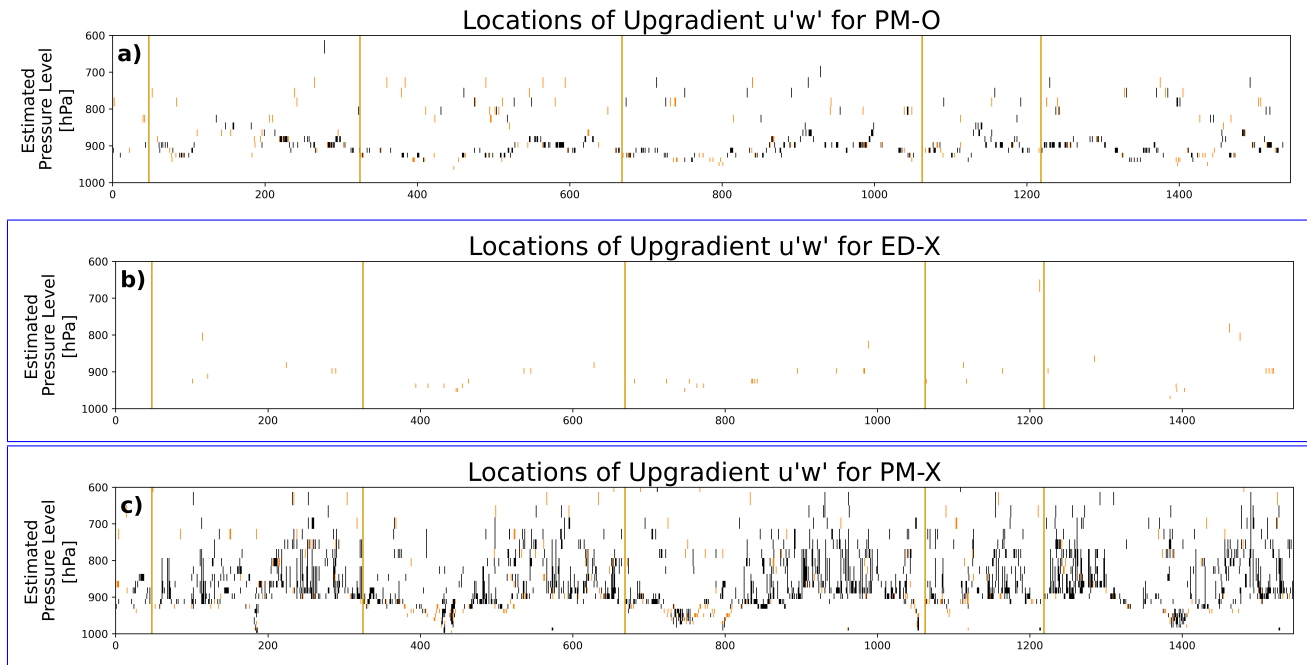 Locations of Upgradient u'w' for PM-O
a)
Estimated
Pressure Level
[hPa]
600
700
800
900
1000
0 200 400 600 800 1000 1200 1400
Locations of Upgradient u'w' for ED-X
b)
Estimated
Pressure Level
[hPa]
600
700
800
900
1000
0 200 400 600 800 1000 1200 1400
Locations of Upgradient u'w' for PM-X
c)
Estimated
Pressure Level
[hPa]
600
700
800
900
1000
0 200 400 600 800 1000 1200 1400